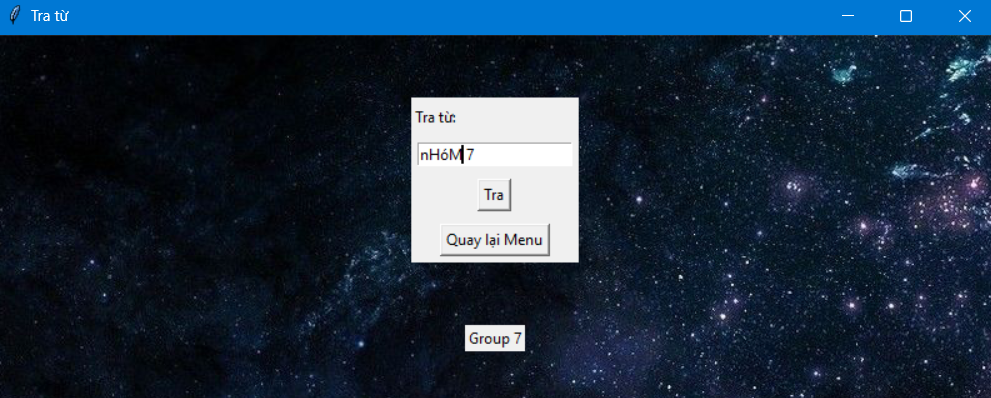 Tra từ
Tra từ:
nHóM 7
Tra
Quay lại Menu
Group 7